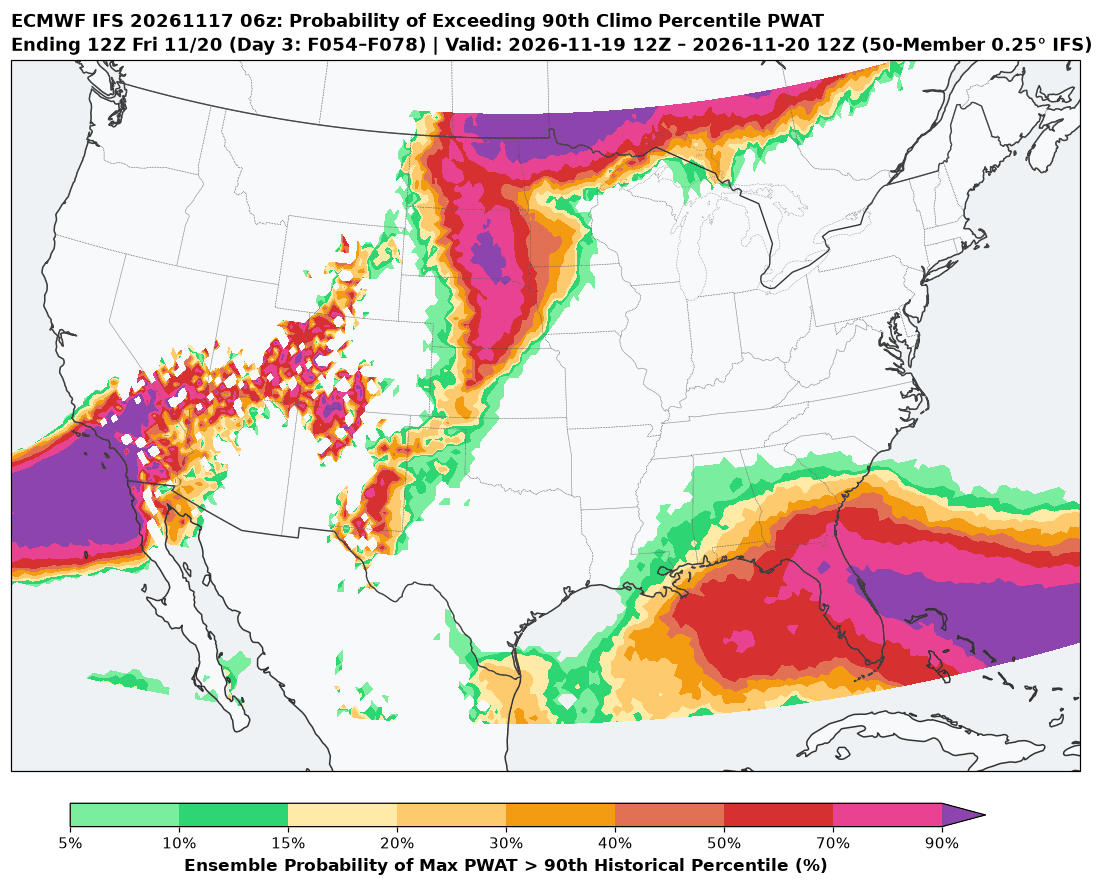 ECMWF IFS 20261117 06z: Probability of Exceeding 90th Climo Percentile PWAT
Ending 12Z Fri 11/20 (Day 3: F054–F078) | Valid: 2026-11-19 12Z – 2026-11-20 12Z (50-Member 0.25° IFS)
5% 10% 15% 20% 30% 40% 50% 70% 90%
Ensemble Probability of Max PWAT > 90th Historical Percentile (%)